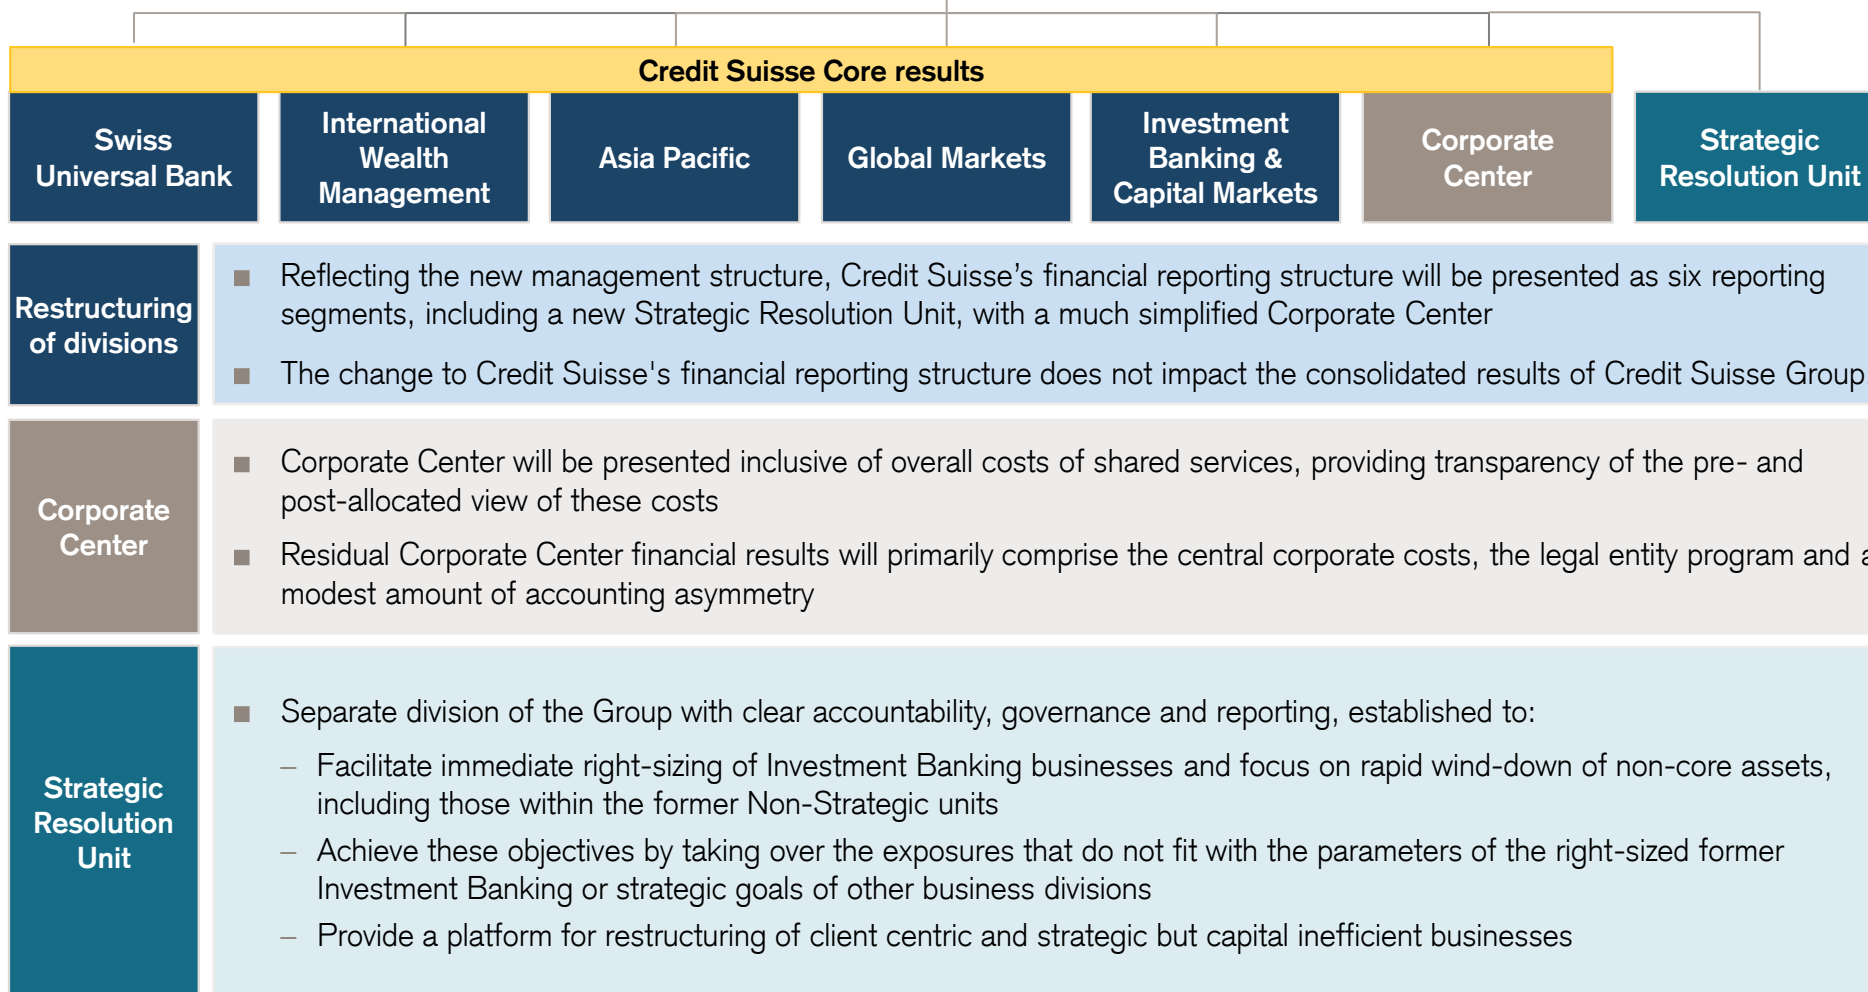 Credit Suisse Core results
Swiss
Universal Bank
International
Wealth
Management
Asia Pacific
Global Markets
Investment
Banking &
Capital Markets
Corporate
Center
Strategic
Resolution Unit
Restructuring
of divisions
■ Reflecting the new management structure, Credit Suisse’s financial reporting structure will be presented as six reporting
segments, including a new Strategic Resolution Unit, with a much simplified Corporate Center
■ The change to Credit Suisse's financial reporting structure does not impact the consolidated results of Credit Suisse Group
Corporate
Center
■ Corporate Center will be presented inclusive of overall costs of shared services, providing transparency of the pre- and
post-allocated view of these costs
■ Residual Corporate Center financial results will primarily comprise the central corporate costs, the legal entity program and a
modest amount of accounting asymmetry
Strategic
Resolution
Unit
■ Separate division of the Group with clear accountability, governance and reporting, established to:
– Facilitate immediate right-sizing of Investment Banking businesses and focus on rapid wind-down of non-core assets,
including those within the former Non-Strategic units
– Achieve these objectives by taking over the exposures that do not fit with the parameters of the right-sized former
Investment Banking or strategic goals of other business divisions
– Provide a platform for restructuring of client centric and strategic but capital inefficient businesses